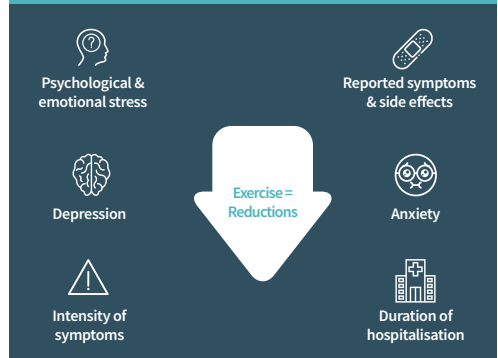 Psychological &
emotional stress
Reported symptoms
& side effects
Exercise =
Reductions
Depression
Anxiety
Intensity of
symptoms
Duration of
hospitalisation